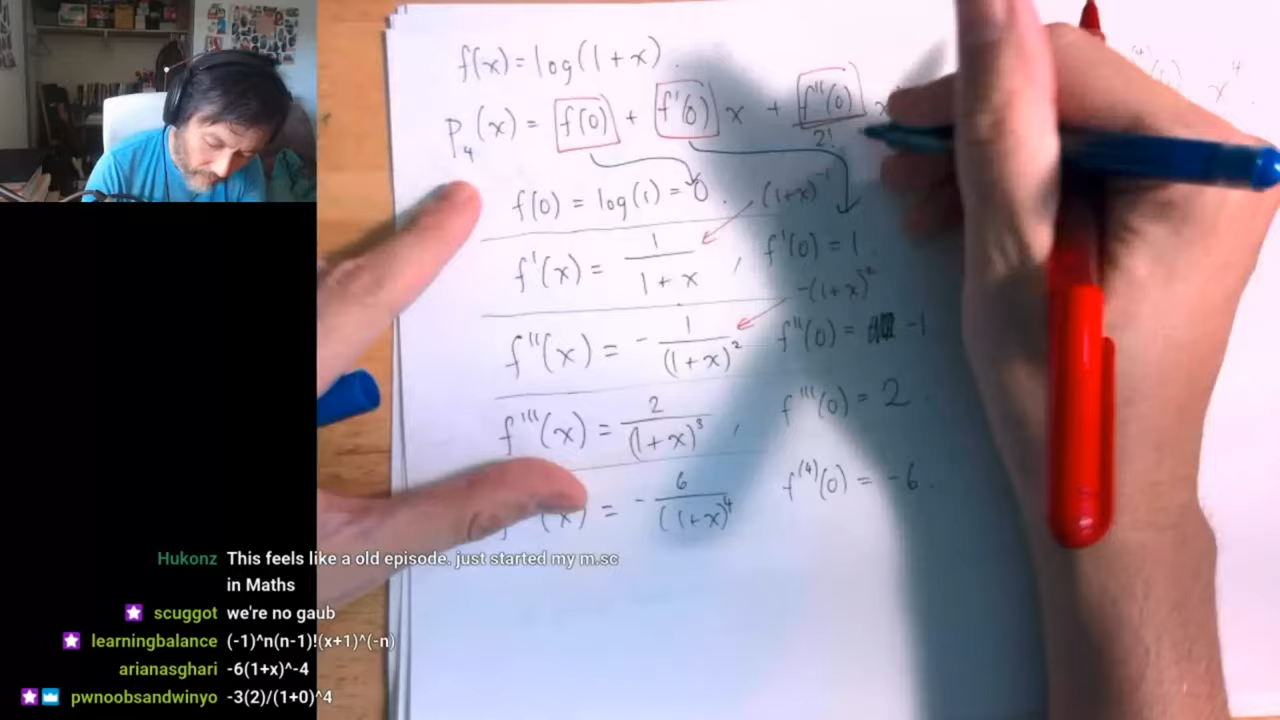 f(x) = log(1+x).
P₄(x) = f(0) + f'(0) x + f''(0)/2! x
f(0) = log(1) = 0. (1+x)⁻¹
f'(x) = 1/(1+x), f'(0) = 1.
-(1+x)⁻²
f''(x) = -1/(1+x)² f''(0) = -1
f'''(x) = 2/(1+x)³, f'''(0) = 2.
(x) = -6/(1+x)⁴ f⁽⁴⁾(0) = -6.
Hukonz This feels like a old episode. just started my m.sc
in Maths
scuggot we're no gaub
learningbalance (-1)^n(n-1)!(x+1)^(-n)
arianasghari -6(1+x)^-4
pwnoobsandwinyo -3(2)/(1+0)^4